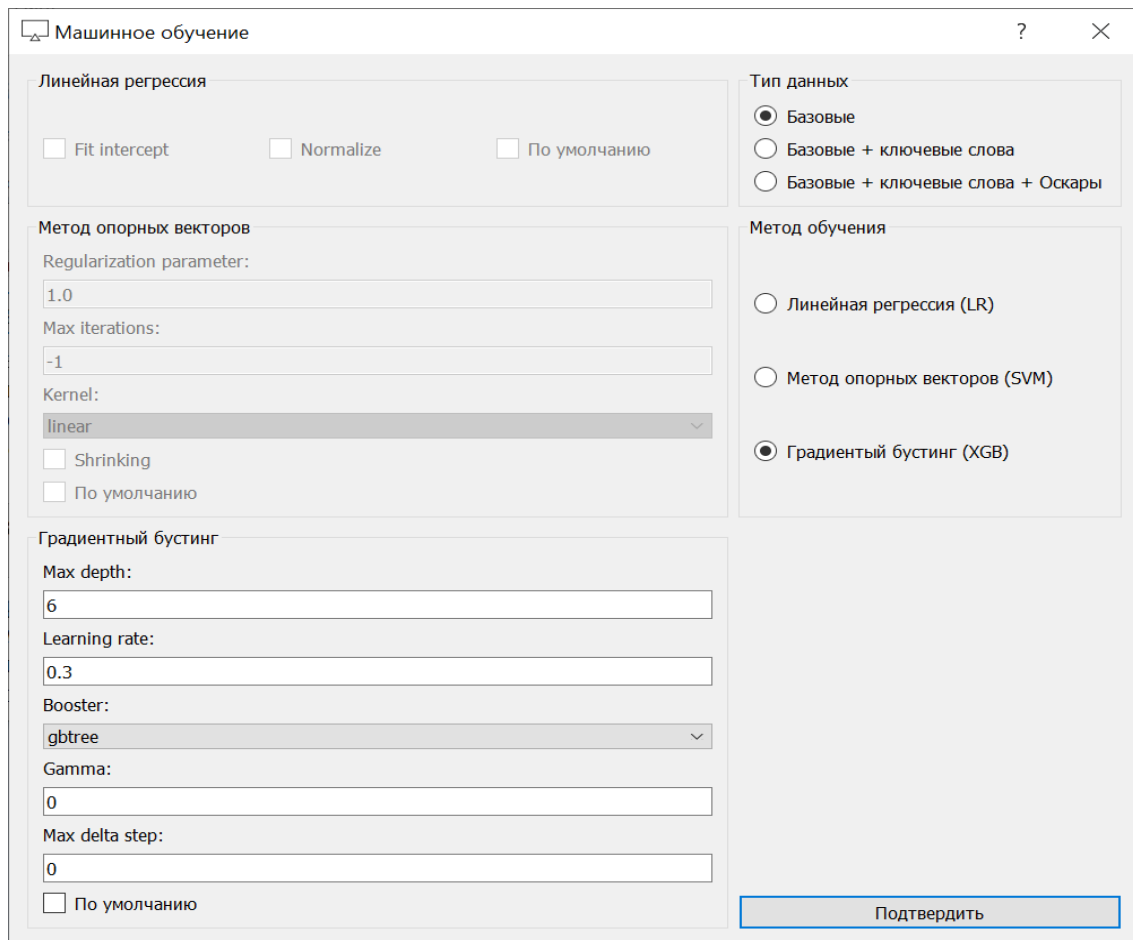 Машинное обучение
?
Линейная регрессия
Fit intercept
Normalize
По умолчанию
Тип данных
Базовые
Базовые + ключевые слова
Базовые + ключевые слова + Оскары
Метод опорных векторов
Regularization parameter:
1.0
Max iterations:
-1
Kernel:
linear
Shrinking
По умолчанию
Метод обучения
Линейная регрессия (LR)
Метод опорных векторов (SVM)
Градиентый бустинг (XGB)
Градиентный бустинг
Max depth:
6
Learning rate:
0.3
Booster:
gbtree
Gamma:
0
Max delta step:
0
По умолчанию
Подтвердить